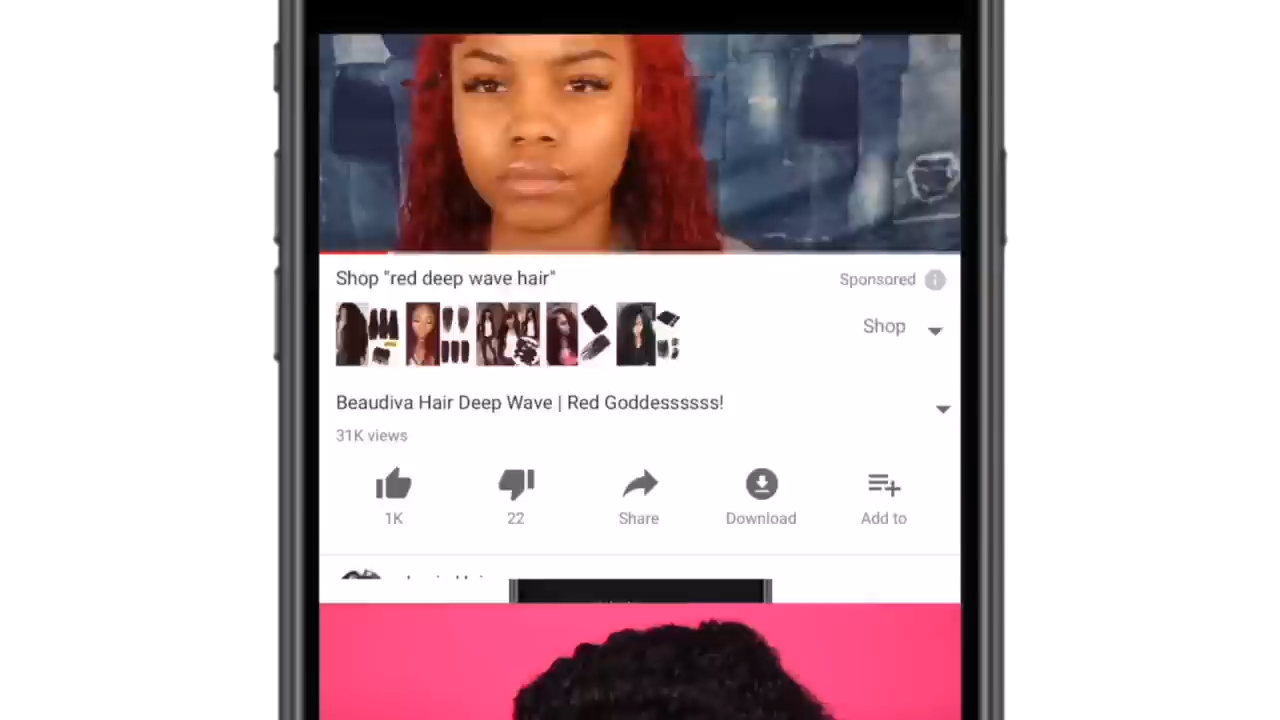 Shop "red deep wave hair"
Sponsored
Shop
Beaudiva Hair Deep Wave | Red Goddessssss!
31K views
1K
22
Share
Download
Add to